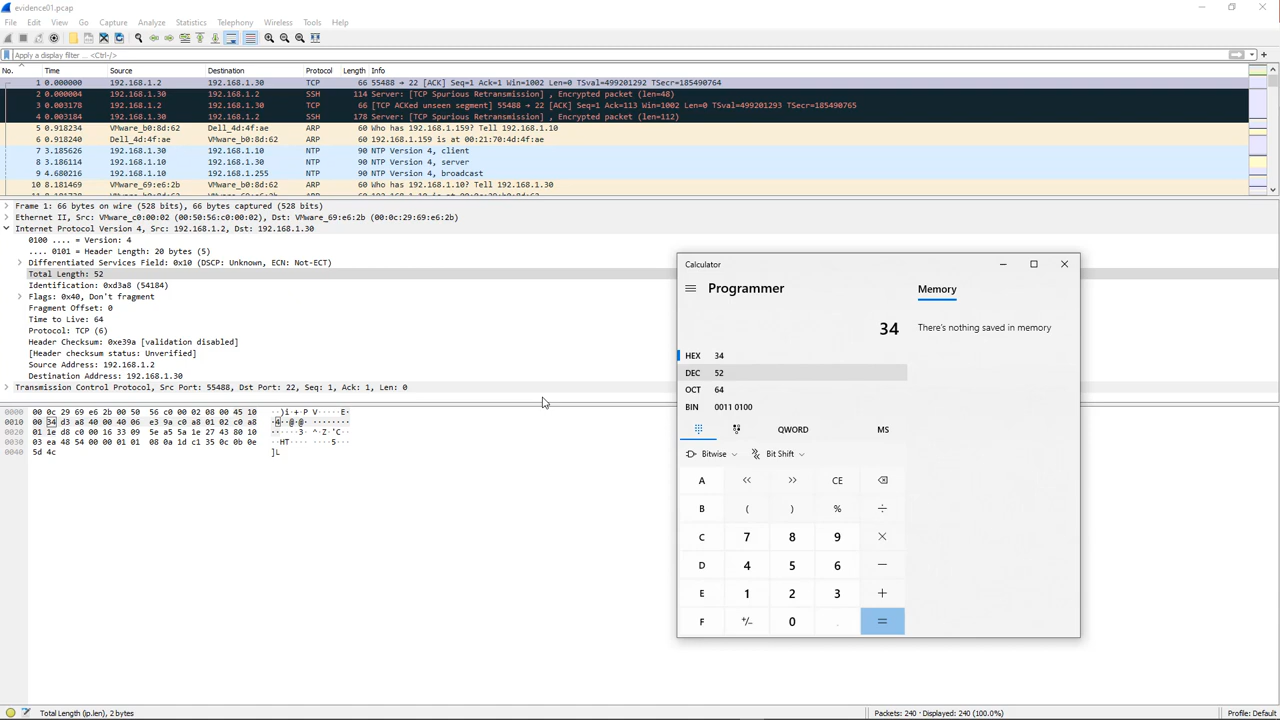 evidence01.pcap
File Edit View Go Capture Analyze Statistics Telephony Wireless Tools Help
Apply a display filter ... <Ctrl-/>
No. Time Source Destination Protocol Length Info
1 0.000000 192.168.1.2 192.168.1.30 TCP 66 55488 → 22 [ACK] Seq=1 Ack=1 Win=1002 Len=0 TSval=499201292 TSecr=185490764
2 0.000004 192.168.1.30 192.168.1.2 SSH 114 Server: [TCP Spurious Retransmission] , Encrypted packet (len=48)
3 0.003178 192.168.1.2 192.168.1.30 TCP 66 [TCP ACKed unseen segment] 55488 → 22 [ACK] Seq=1 Ack=113 Win=1002 Len=0 TSval=499201293 TSecr=185490765
4 0.003184 192.168.1.30 192.168.1.2 SSH 178 Server: [TCP Spurious Retransmission] , Encrypted packet (len=112)
5 0.918234 VMware_b0:8d:62 Dell_4d:4f:ae ARP 60 Who has 192.168.1.159? Tell 192.168.1.10
6 0.918240 Dell_4d:4f:ae VMware_b0:8d:62 ARP 60 192.168.1.159 is at 00:21:70:4d:4f:ae
7 3.185626 192.168.1.30 192.168.1.10 NTP 90 NTP Version 4, client
8 3.186114 192.168.1.10 192.168.1.30 NTP 90 NTP Version 4, server
9 4.680216 192.168.1.10 192.168.1.255 NTP 90 NTP Version 4, broadcast
10 8.181469 VMware_69:e6:2b VMware_b0:8d:62 ARP 60 Who has 192.168.1.10? Tell 192.168.1.30
Frame 1: 66 bytes on wire (528 bits), 66 bytes captured (528 bits)
Ethernet II, Src: VMware_c0:00:02 (00:50:56:c0:00:02), Dst: VMware_69:e6:2b (00:0c:29:69:e6:2b)
Internet Protocol Version 4, Src: 192.168.1.2, Dst: 192.168.1.30
0100 .... = Version: 4
.... 0101 = Header Length: 20 bytes (5)
Differentiated Services Field: 0x10 (DSCP: Unknown, ECN: Not-ECT)
Total Length: 52
Identification: 0xd3a8 (54184)
Flags: 0x40, Don't fragment
Fragment Offset: 0
Time to Live: 64
Protocol: TCP (6)
Header Checksum: 0xe39a [validation disabled]
[Header checksum status: Unverified]
Source Address: 192.168.1.2
Destination Address: 192.168.1.30
Transmission Control Protocol, Src Port: 55488, Dst Port: 22, Seq: 1, Ack: 1, Len: 0
0000 00 0c 29 69 e6 2b 00 50 56 c0 00 02 08 00 45 10 ··)i·+·P V·····E·
0010 00 34 d3 a8 40 00 40 06 e3 9a c0 a8 01 02 c0 a8 ·4··@·@· ········
0020 01 1e d8 c0 00 16 33 09 5e a5 5a 1e 27 43 80 10 ······3· ^·Z·'C··
0030 03 ea 48 54 00 00 01 01 08 0a 1d c1 35 0c 0b 0e ··HT···· ····5···
0040 5d 4c ]L
Calculator
Programmer
Memory
34
There's nothing saved in memory
HEX 34
DEC 52
OCT 64
BIN 0011 0100
QWORD MS
Bitwise Bit Shift
A << >> CE
B ( ) % ÷
C 7 8 9 ×
D 4 5 6 −
E 1 2 3 +
F +/− 0 . =
Total Length (ip.len), 2 bytes
Packets: 240 · Displayed: 240 (100.0%)
Profile: Default